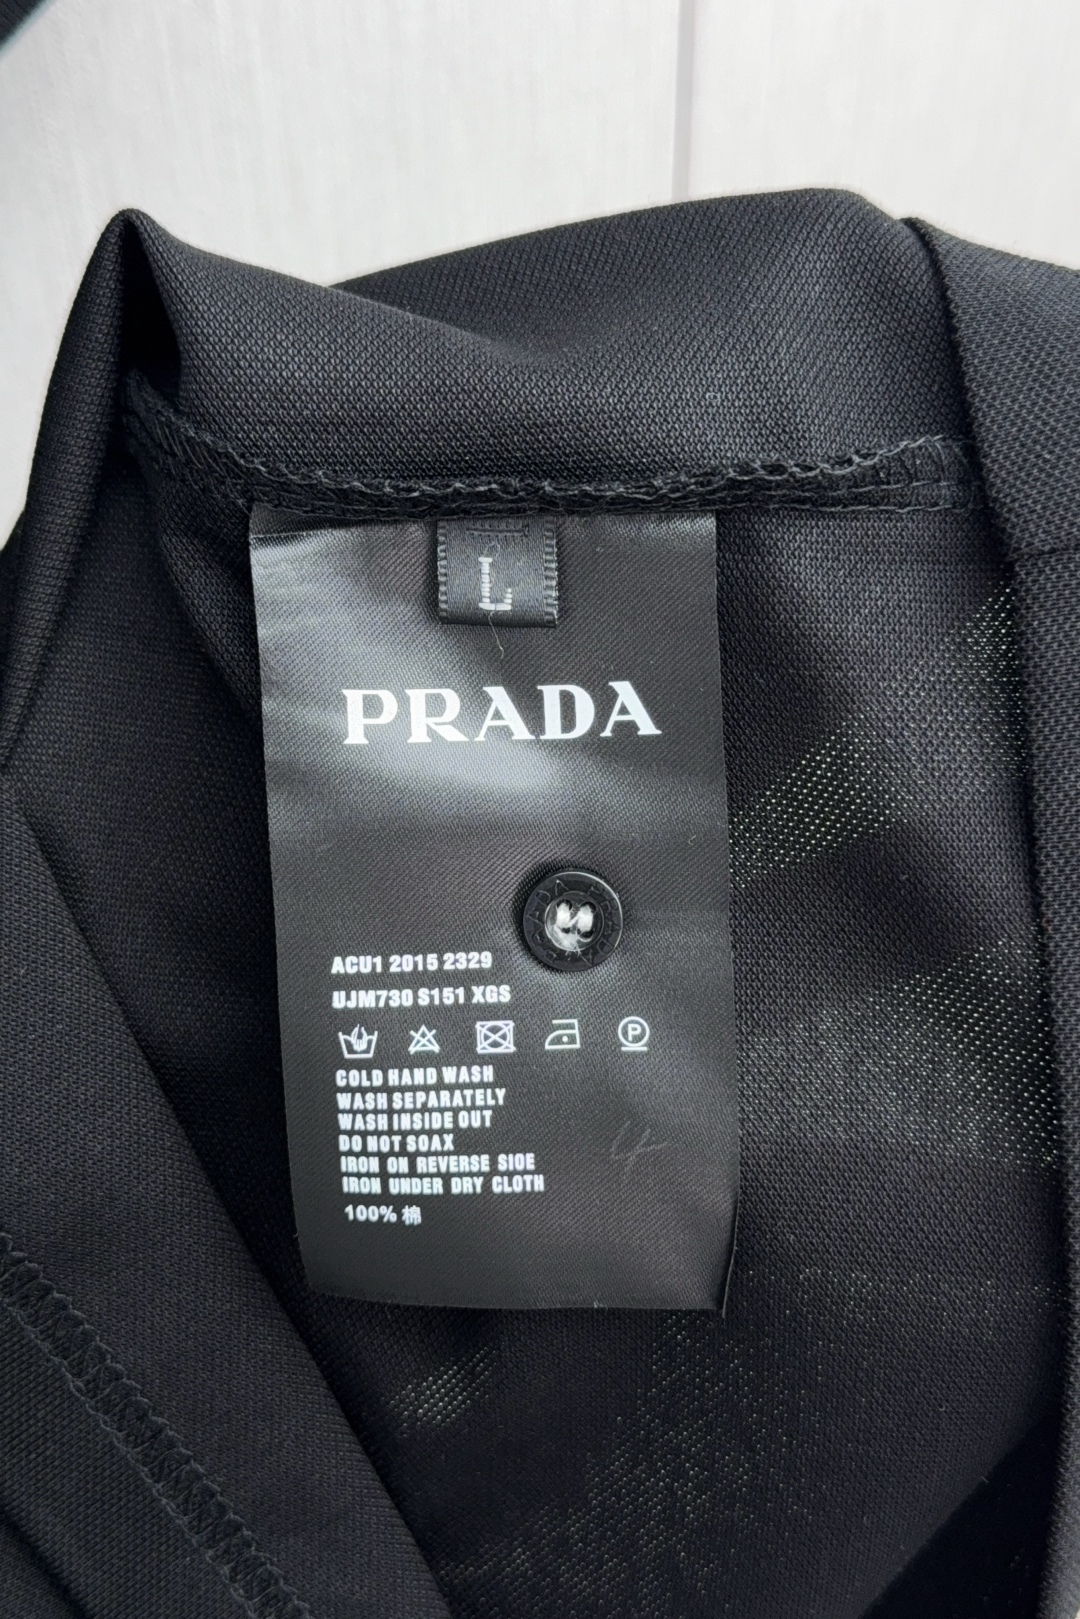 L
PRADA
ACU1 2015 2329
UJM730 S151 XGS
P
COLD HAND WASH
WASH SEPARATELY
WASH INSIDE OUT
DO NOT SOAX
IRON ON REVERSE SIDE
IRON UNDER DRY CLOTH
100% 棉